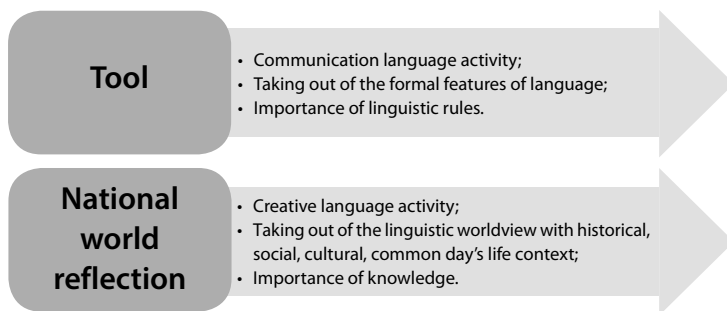 Tool
• Communication language activity;
• Taking out of the formal features of language;
• Importance of linguistic rules.
National
world
reflection
• Creative language activity;
• Taking out of the linguistic worldview with historical,
social, cultural, common day's life context;
• Importance of knowledge.